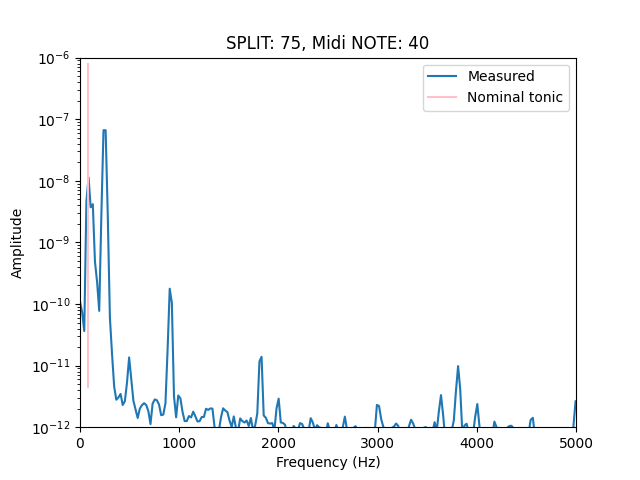 SPLIT: 75, Midi NOTE: 40
Measured
Nominal tonic
10⁻⁶
10⁻⁷
10⁻⁸
10⁻⁹
10⁻¹⁰
10⁻¹¹
10⁻¹²
Amplitude
0 1000 2000 3000 4000 5000
Frequency (Hz)